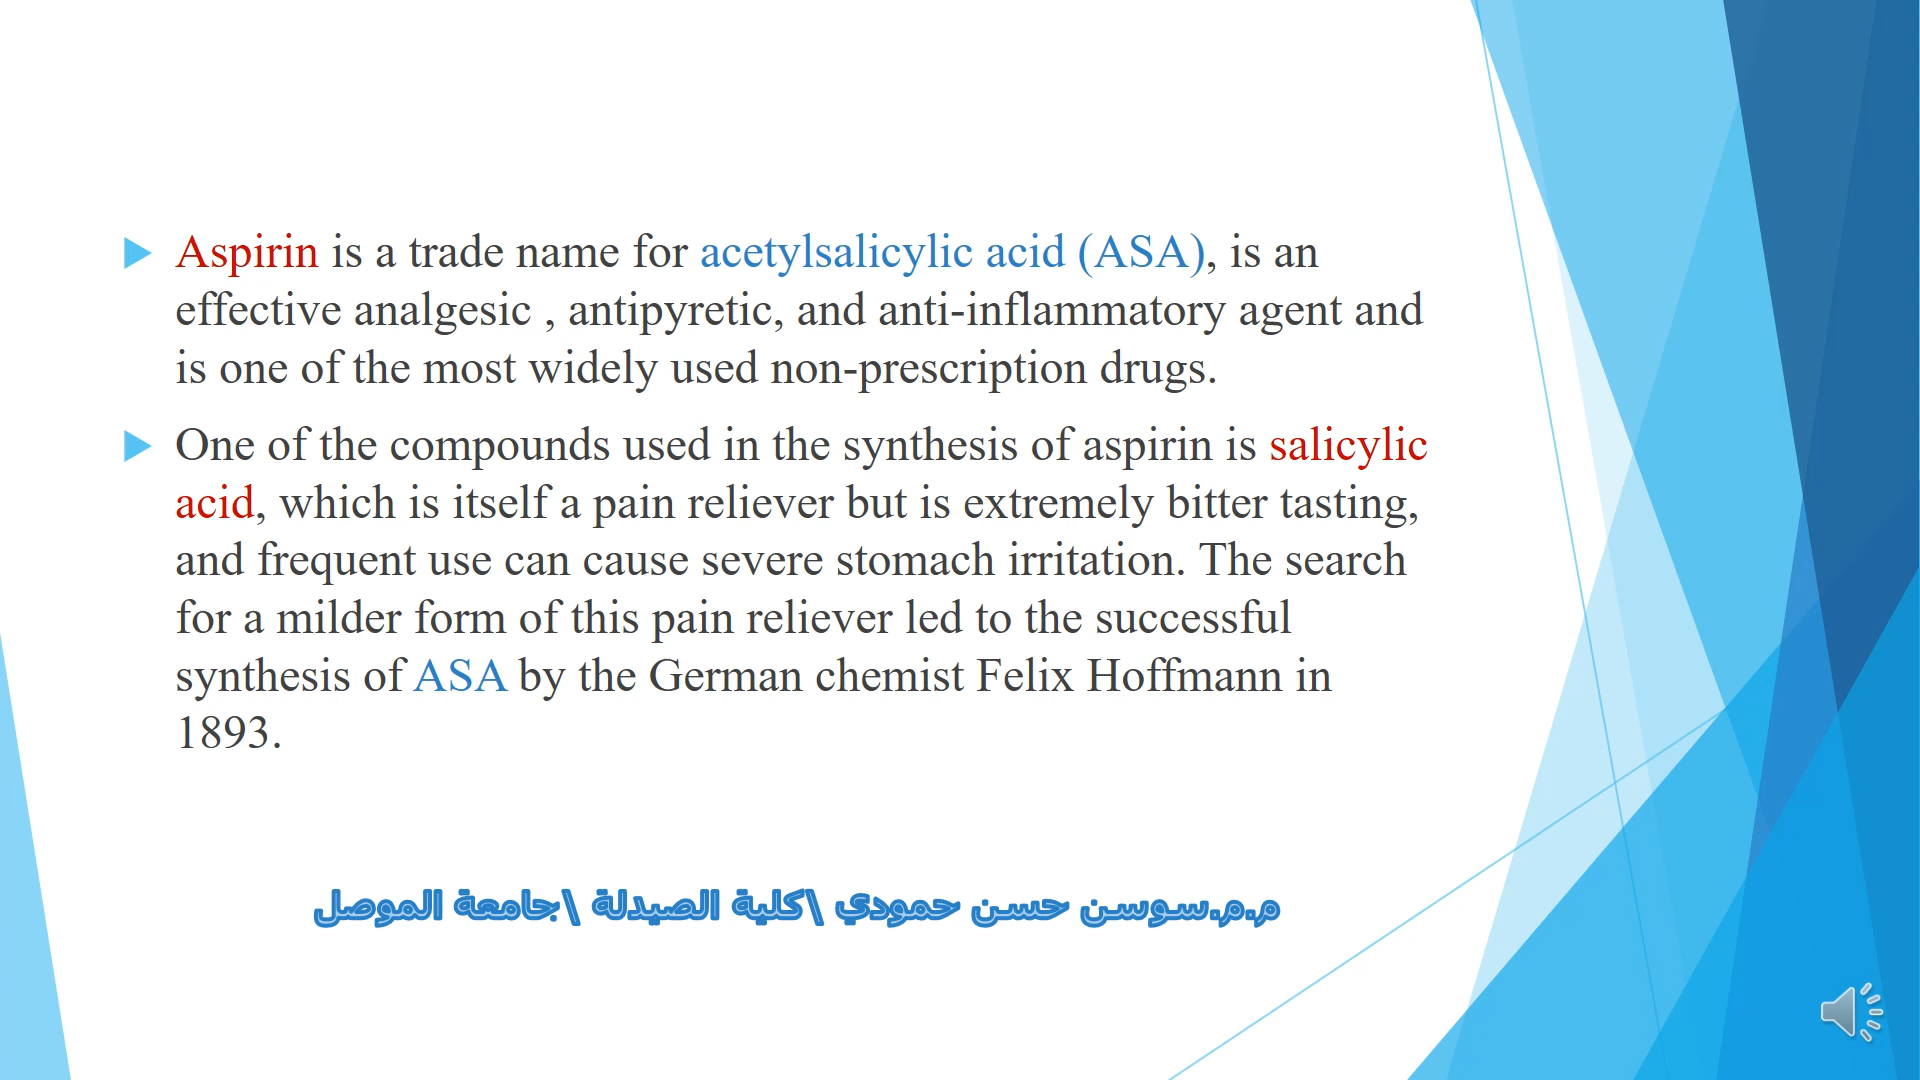 Aspirin is a trade name for acetylsalicylic acid (ASA), is an
effective analgesic , antipyretic, and anti-inflammatory agent and
is one of the most widely used non-prescription drugs.
One of the compounds used in the synthesis of aspirin is salicylic
acid, which is itself a pain reliever but is extremely bitter tasting,
and frequent use can cause severe stomach irritation. The search
for a milder form of this pain reliever led to the successful
synthesis of ASA by the German chemist Felix Hoffmann in
1893.
م.م.سوسن حسن حمودي \كلية الصيدلة \جامعة الموصل